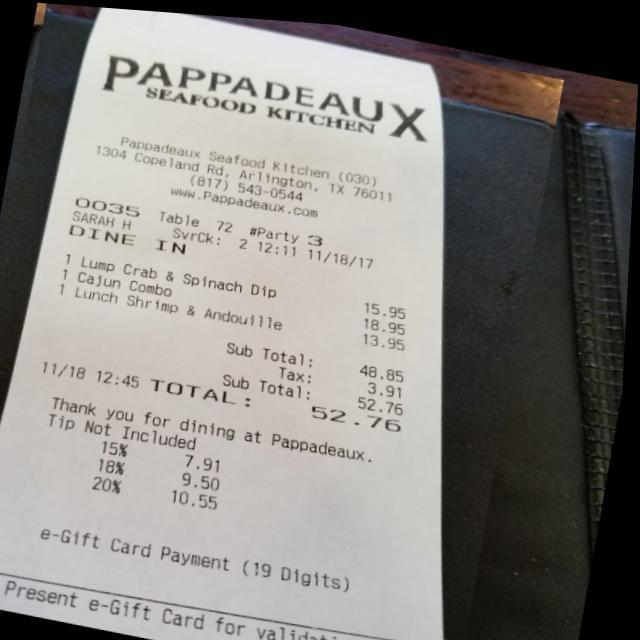 PAPPADEAUX
SEAFOOD KITCHEN
Pappadeaux Seafood Kitchen (030)
1304 Copeland Rd, Arlington, TX 76011
(817) 543-0544
www.Pappadeaux.com
0035 Table 72 #Party 3
SARAH H SvrCk: 2 12:11 11/18/17
DINE IN
1 Lump Crab & Spinach Dip 15.95
1 Cajun Combo 18.95
1 Lunch Shrimp & Andouille 13.95
Sub Total: 48.85
Tax: 3.91
Sub Total: 52.76
11/18 12:45 TOTAL: 52.76
Thank you for dining at Pappadeaux.
Tip Not Included
15% 7.91
18% 9.50
20% 10.55
e-Gift Card Payment (19 Digits)
Present e-Gift Card for